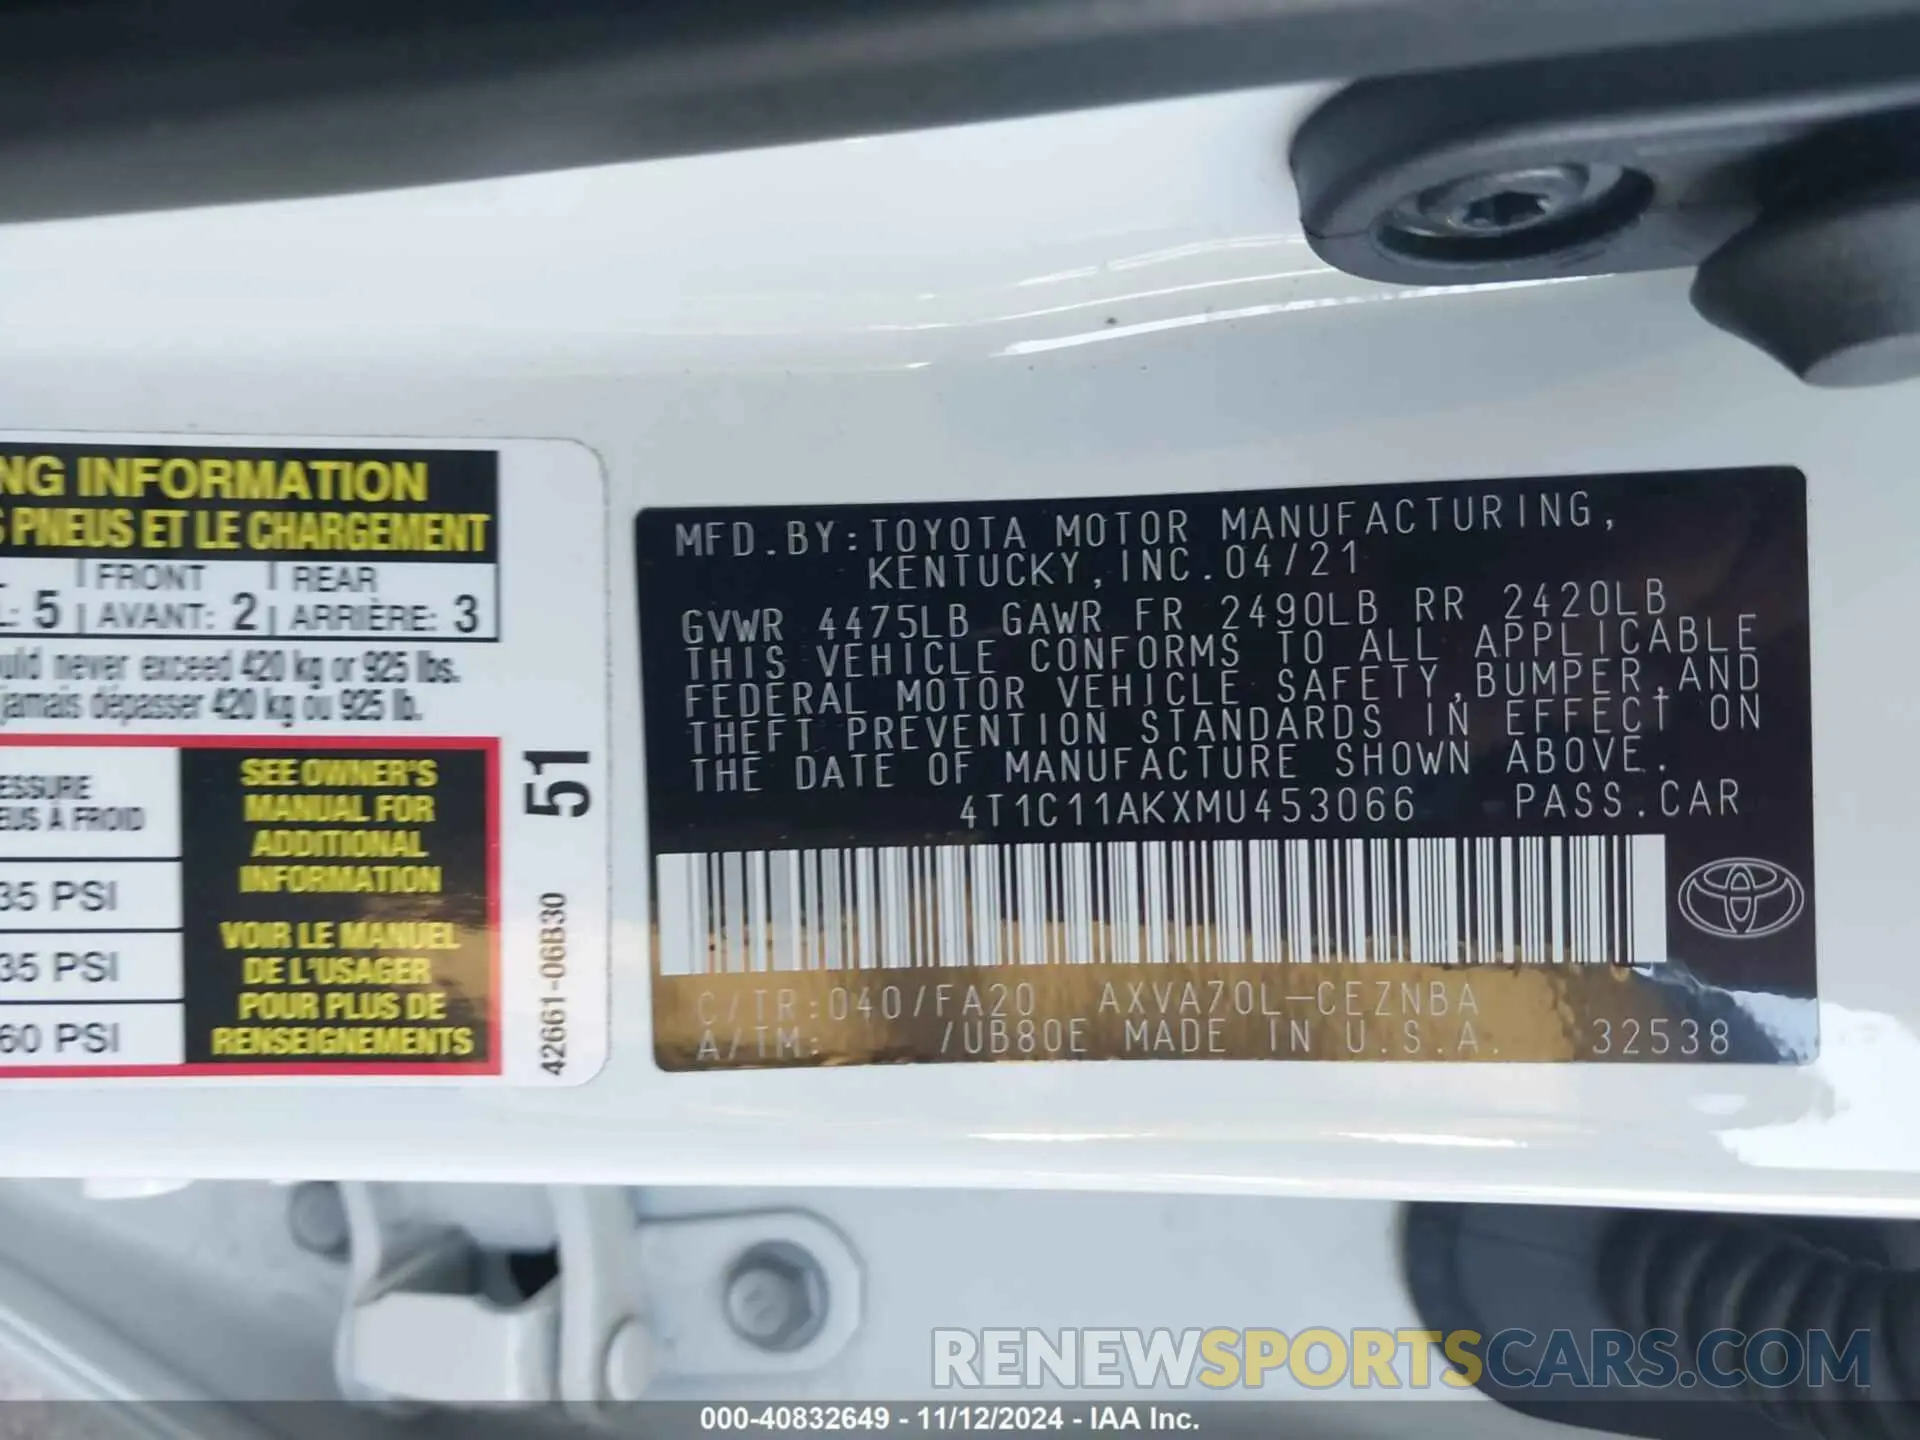 NG INFORMATION
PNEUS ET LE CHARGEMENT
FRONT REAR
5 AVANT: 2 ARRIÈRE: 3
uld never exceed 420 kg or 925 lbs.
jamais dépasser 420 kg ou 925 lb.
ESSURE
EUS À FROID
35 PSI
35 PSI
60 PSI
SEE OWNER'S
MANUAL FOR
ADDITIONAL
INFORMATION
VOIR LE MANUEL
DE L'USAGER
POUR PLUS DE
RENSEIGNEMENTS
51
42661-06B30
MFD.BY:TOYOTA MOTOR MANUFACTURING,
KENTUCKY,INC.04/21
GVWR 4475LB GAWR FR 2490LB RR 2420LB
THIS VEHICLE CONFORMS TO ALL APPLICABLE
FEDERAL MOTOR VEHICLE SAFETY,BUMPER,AND
THEFT PREVENTION STANDARDS IN EFFECT ON
THE DATE OF MANUFACTURE SHOWN ABOVE.
4T1C11AKXMU453066 PASS.CAR
C/TR:040/FA20 AXVA70L-CEZNBA
A/TM: /UB80E MADE IN U.S.A. 32538
RENEWSPORTSCARS.COM
000-40832649 - 11/12/2024 - IAA Inc.